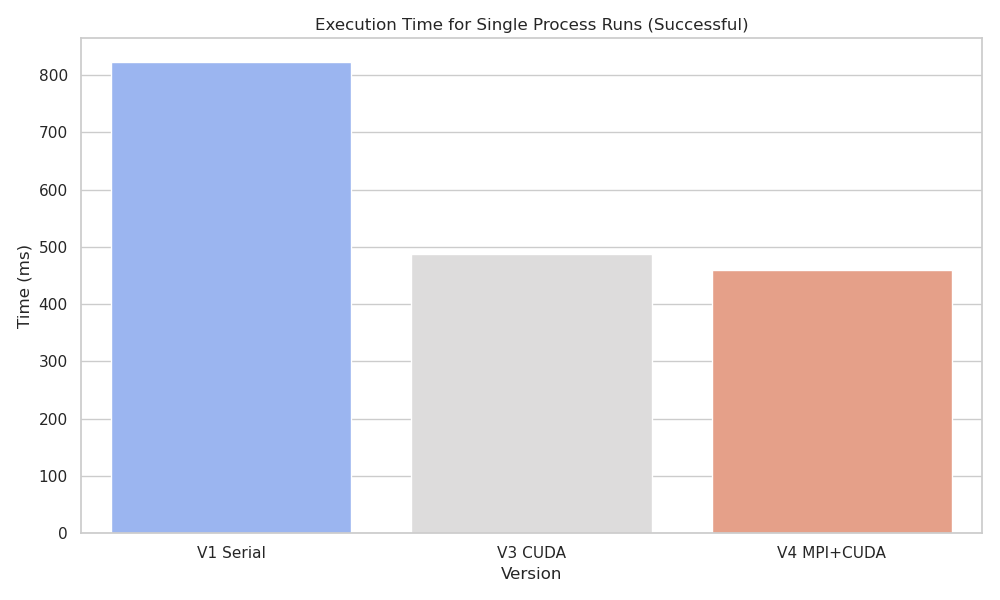 Execution Time for Single Process Runs (Successful)
Time (ms)
800
700
600
500
400
300
200
100
0
V1 Serial
V3 CUDA
V4 MPI+CUDA
Version